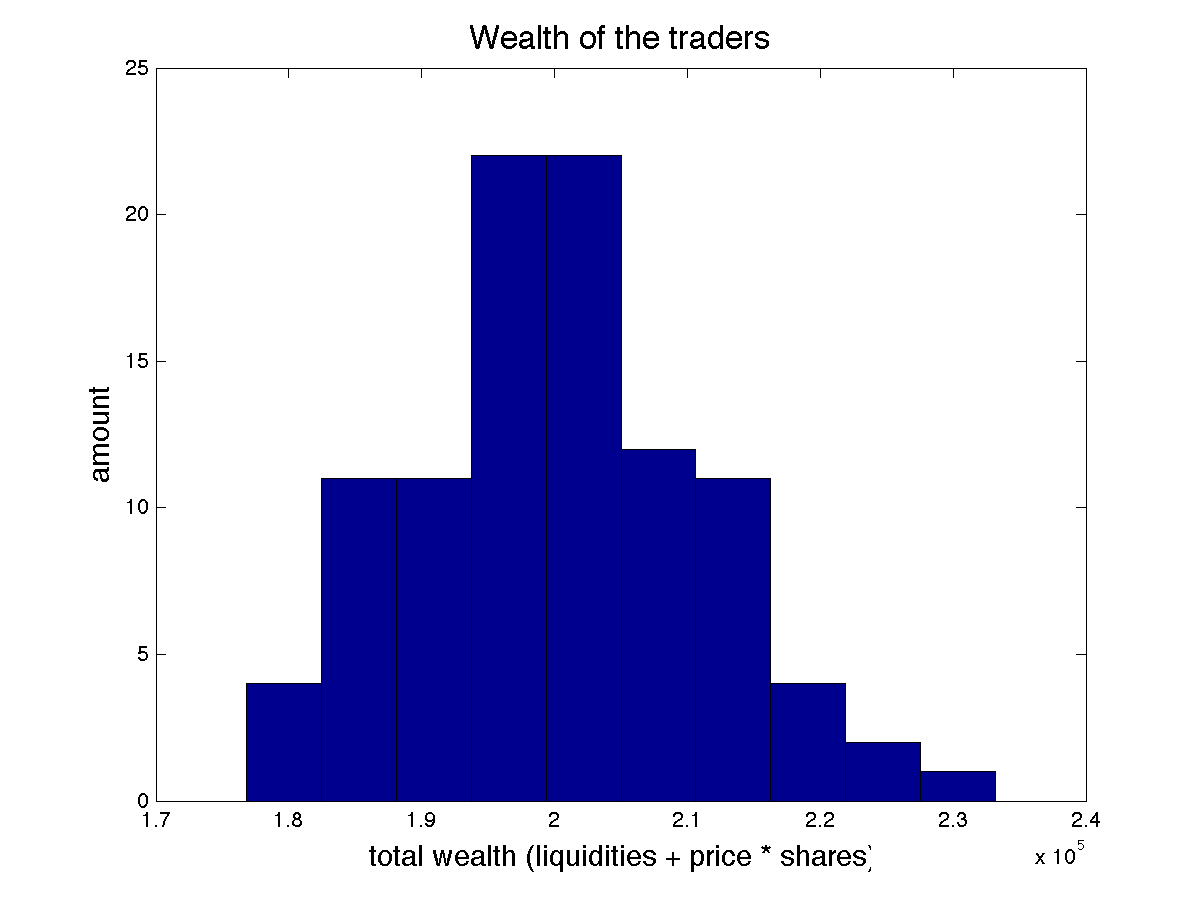 Wealth of the traders
25
20
15
10
5
0
amount
1.7 1.8 1.9 2 2.1 2.2 2.3 2.4
x 10^5
total wealth (liquidities + price * shares)